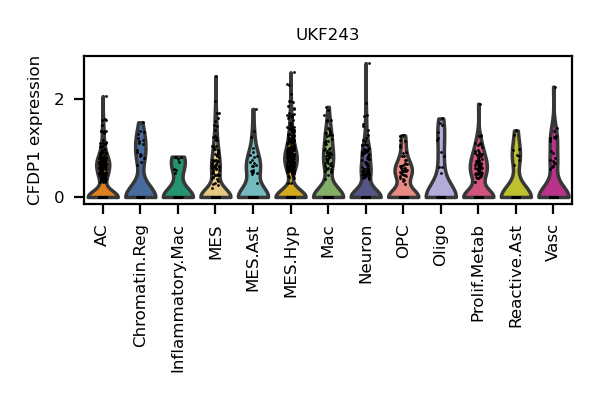 UKF243
CFDP1 expression
2
0
AC
Chromatin.Reg
Inflammatory.Mac
MES
MES.Ast
MES.Hyp
Mac
Neuron
OPC
Oligo
Prolif.Metab
Reactive.Ast
Vasc